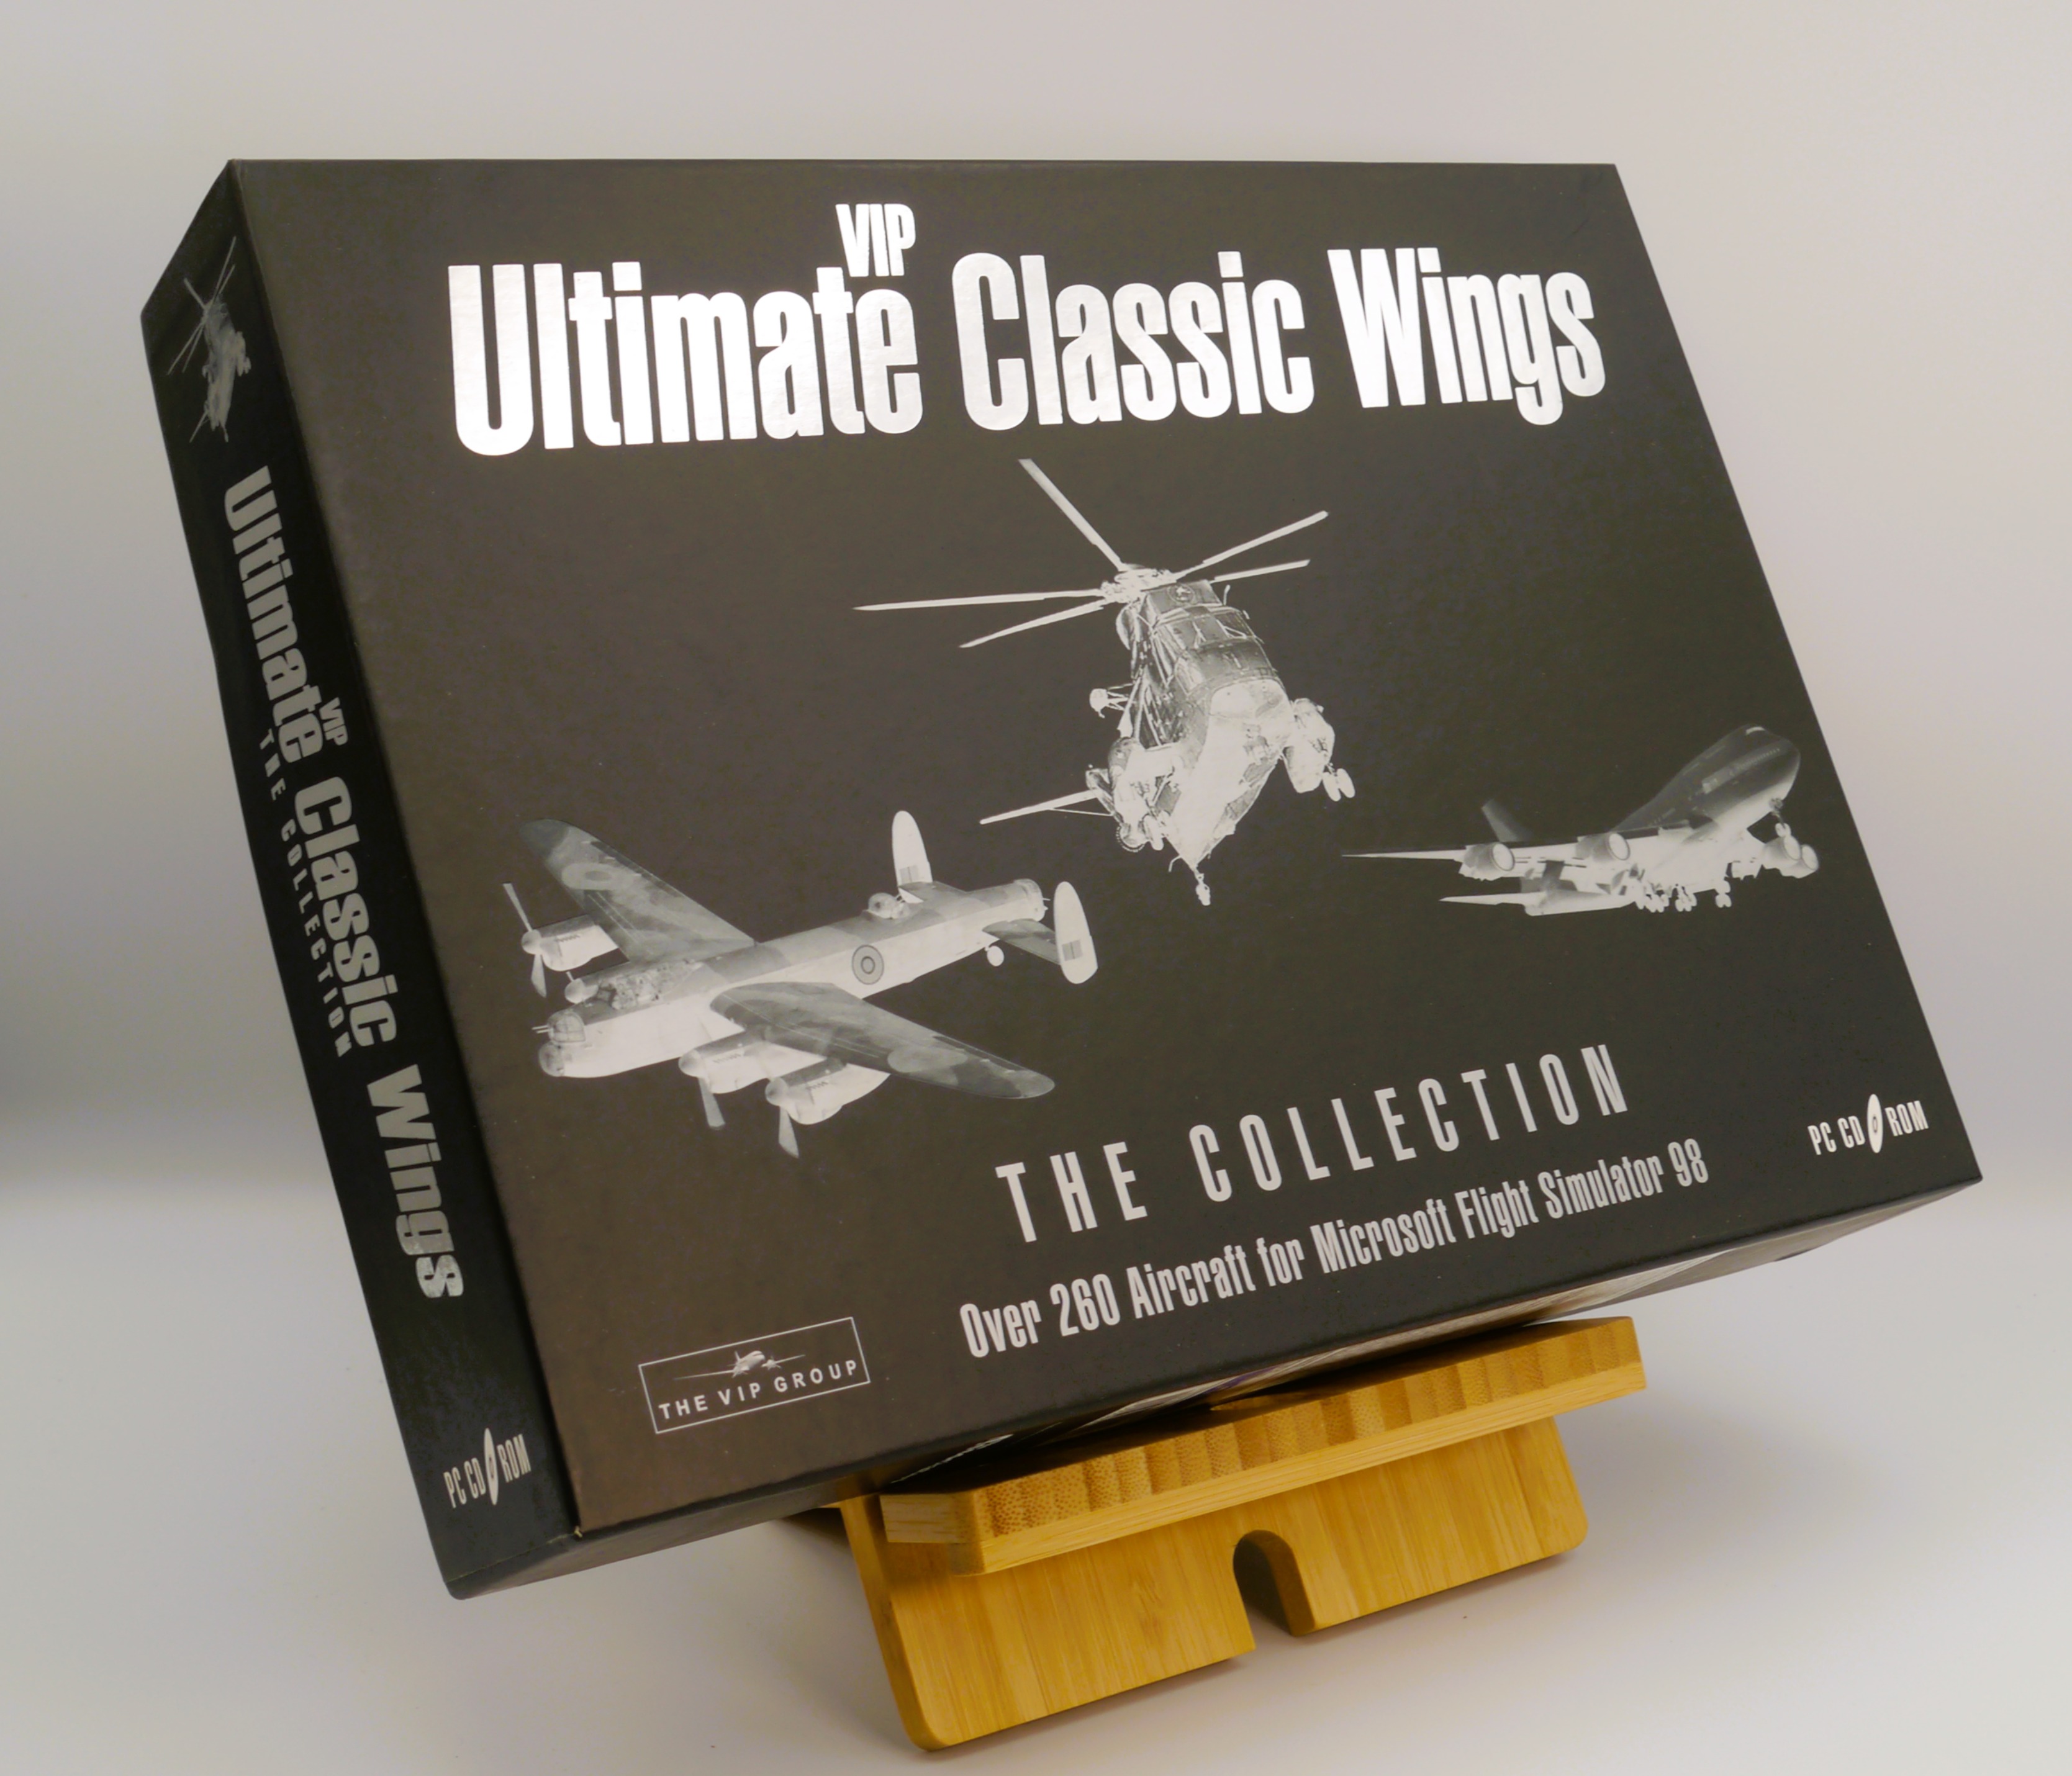 VIP
Ultimate Classic Wings
THE COLLECTION
Over 260 Aircraft for Microsoft Flight Simulator 98
PC CD ROM
THE VIP GROUP
VIP
Ultimate Classic Wings
THE COLLECTION
PC CD ROM